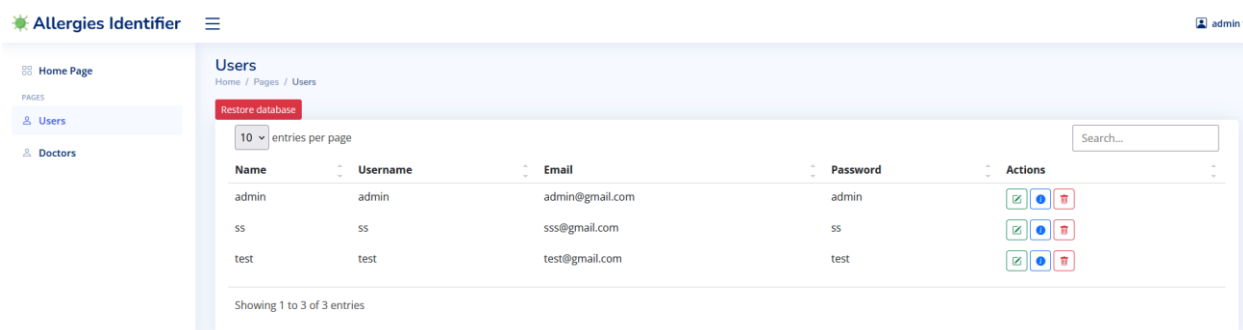 Allergies Identifier
admin
Home Page
PAGES
Users
Doctors
Users
Home / Pages / Users
Restore database
10 entries per page
Search...
Name Username Email Password Actions
admin admin admin@gmail.com admin
ss ss sss@gmail.com ss
test test test@gmail.com test
Showing 1 to 3 of 3 entries